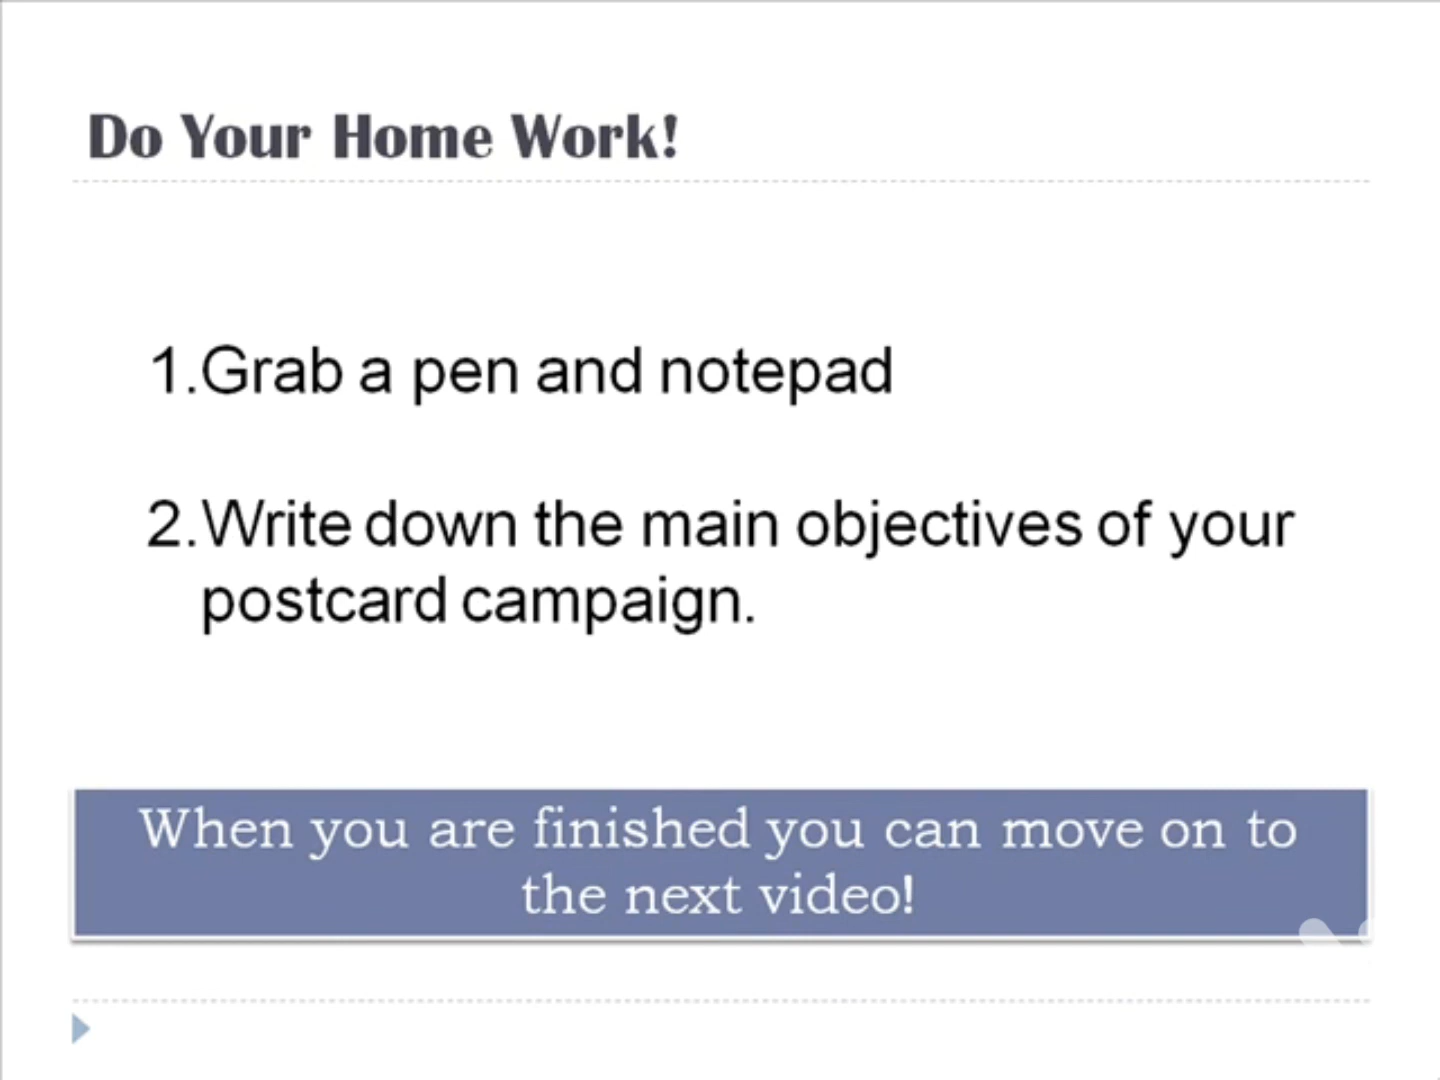 Do Your Home Work!
1.Grab a pen and notepad
2.Write down the main objectives of your
postcard campaign.
When you are finished you can move on to
the next video!